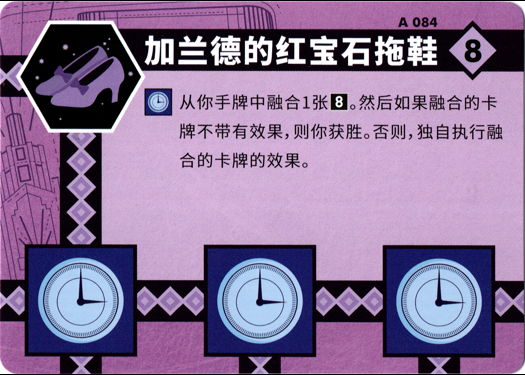 A 084
加兰德的红宝石拖鞋
8
从你手牌中融合1张8。然后如果融合的卡
牌不带有效果，则你获胜。否则，独自执行融
合的卡牌的效果。